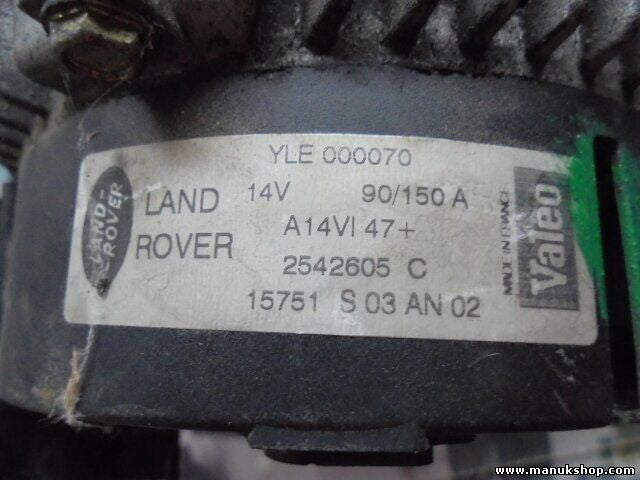 YLE 000070
LAND-ROVER
LAND ROVER
14V 90/150 A
A14VI 47+
2542605 C
15751 S 03 AN 02
MADE IN FRANCE
Valeo
www.manukshop.com